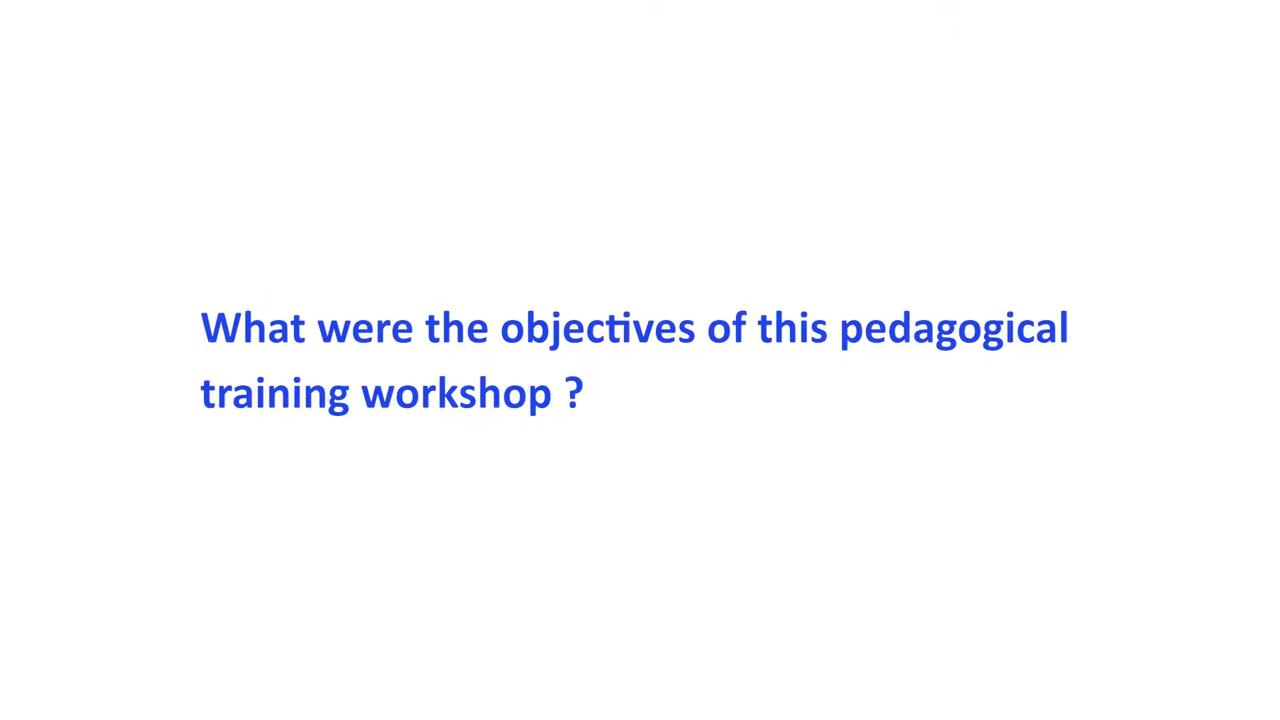 What were the objectives of this pedagogical
training workshop ?